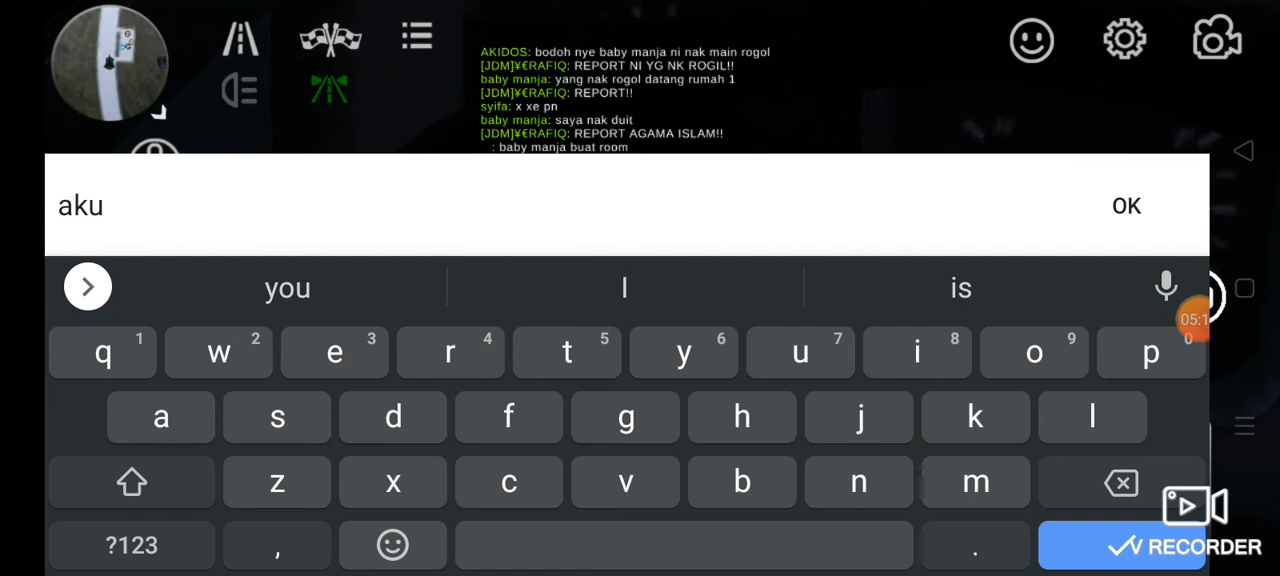 AKIDOS: bodoh nye baby manja ni nak main rogol
[JDM]¥€RAFIQ: REPORT NI YG NK ROGIL!!
baby manja: yang nak rogol datang rumah 1
[JDM]¥€RAFIQ: REPORT!!
syifa: x xe pn
baby manja: saya nak duit
[JDM]¥€RAFIQ: REPORT AGAMA ISLAM!!
: baby manja buat room
aku OK
you I is
05:1
q 1 w 2 e 3 r 4 t 5 y 6 u 7 i 8 o 9 p 0
a s d f g h j k l
z x c v b n m
?123 , .
V RECORDER